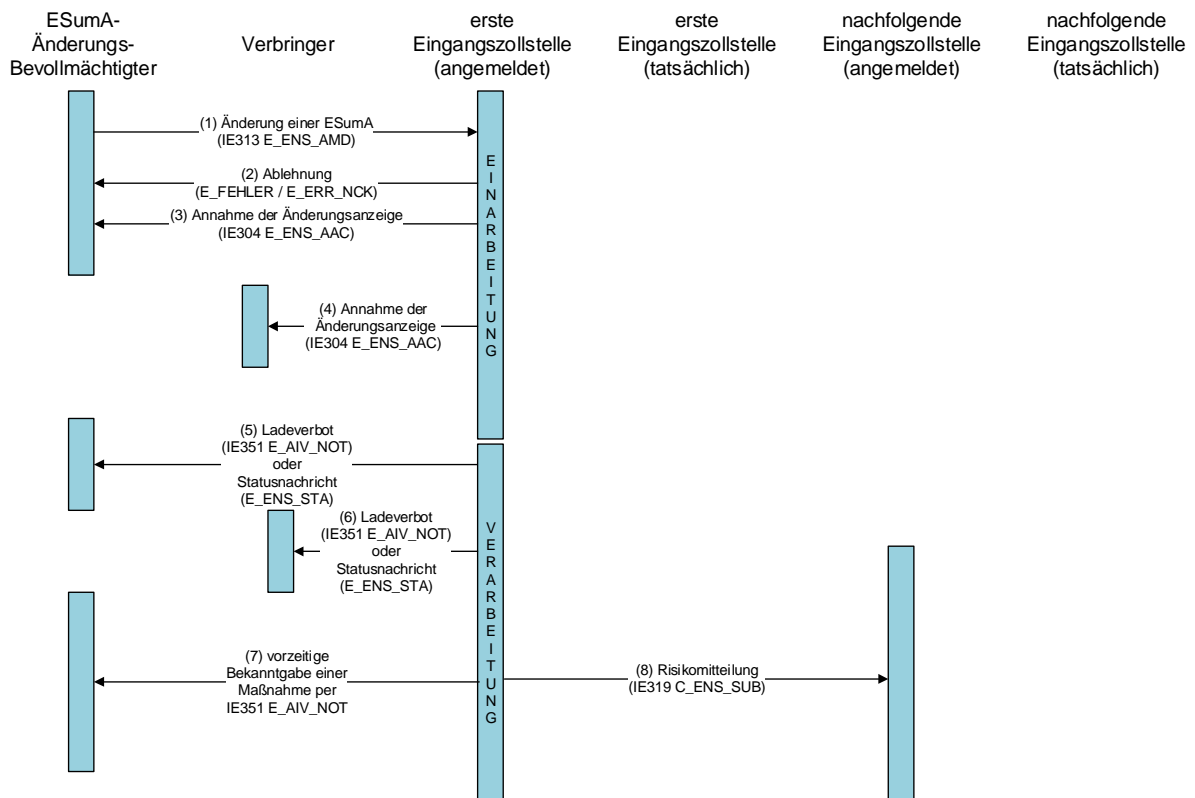 ESumA-
Änderungs-
Bevollmächtigter
Verbringer
erste
Eingangszollstelle
(angemeldet)
erste
Eingangszollstelle
(tatsächlich)
nachfolgende
Eingangszollstelle
(angemeldet)
nachfolgende
Eingangszollstelle
(tatsächlich)
(1) Änderung einer ESumA
(IE313 E_ENS_AMD)
(2) Ablehnung
(E_FEHLER / E_ERR_NCK)
(3) Annahme der Änderungsanzeige
(IE304 E_ENS_AAC)
EINARBEITUNG
(4) Annahme der
Änderungsanzeige
(IE304 E_ENS_AAC)
(5) Ladeverbot
(IE351 E_AIV_NOT)
oder
Statusnachricht
(E_ENS_STA)
(6) Ladeverbot
(IE351 E_AIV_NOT)
oder
Statusnachricht
(E_ENS_STA)
VERARBEITUNG
(7) vorzeitige
Bekanntgabe einer
Maßnahme per
IE351 E_AIV_NOT
(8) Risikomitteilung
(IE319 C_ENS_SUB)